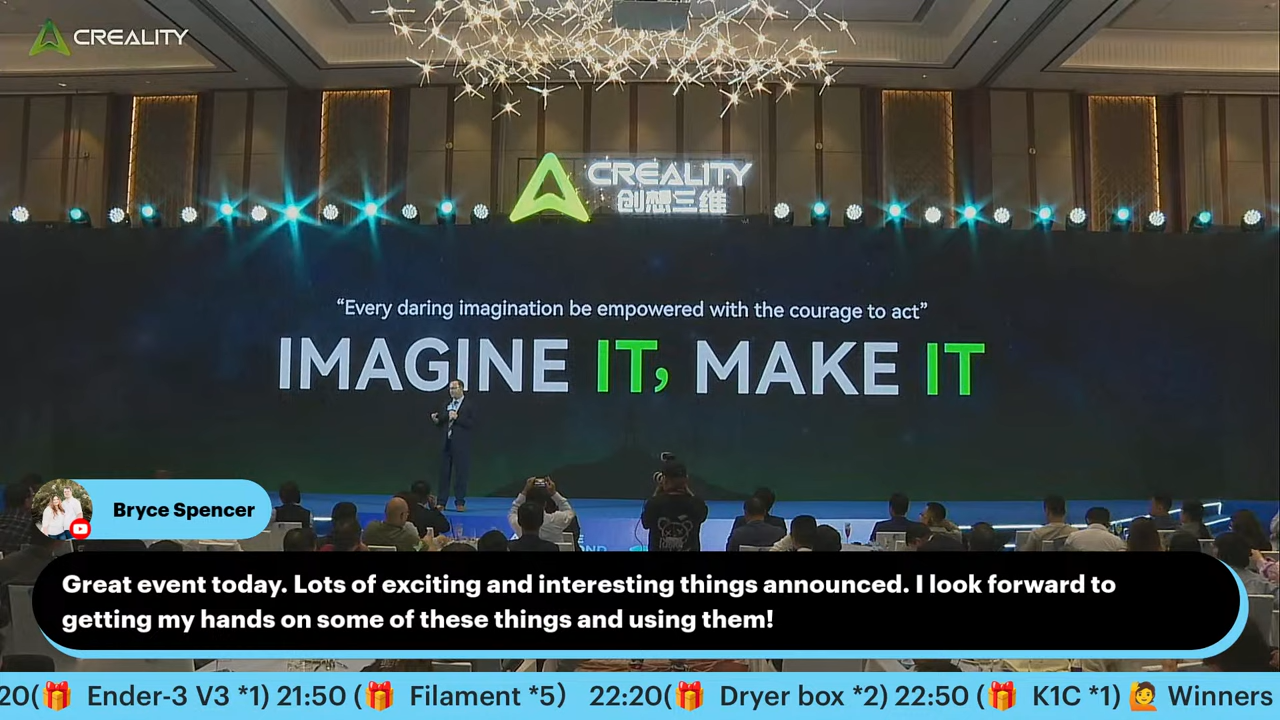 CREALITY
CREALITY
创想三维
“Every daring imagination be empowered with the courage to act”
IMAGINE IT, MAKE IT
Bryce Spencer
Great event today. Lots of exciting and interesting things announced. I look forward to
getting my hands on some of these things and using them!
20(🎁 Ender-3 V3 *1) 21:50 (🎁 Filament *5） 22:20(🎁 Dryer box *2) 22:50 (🎁 K1C *1) 🙋 Winners